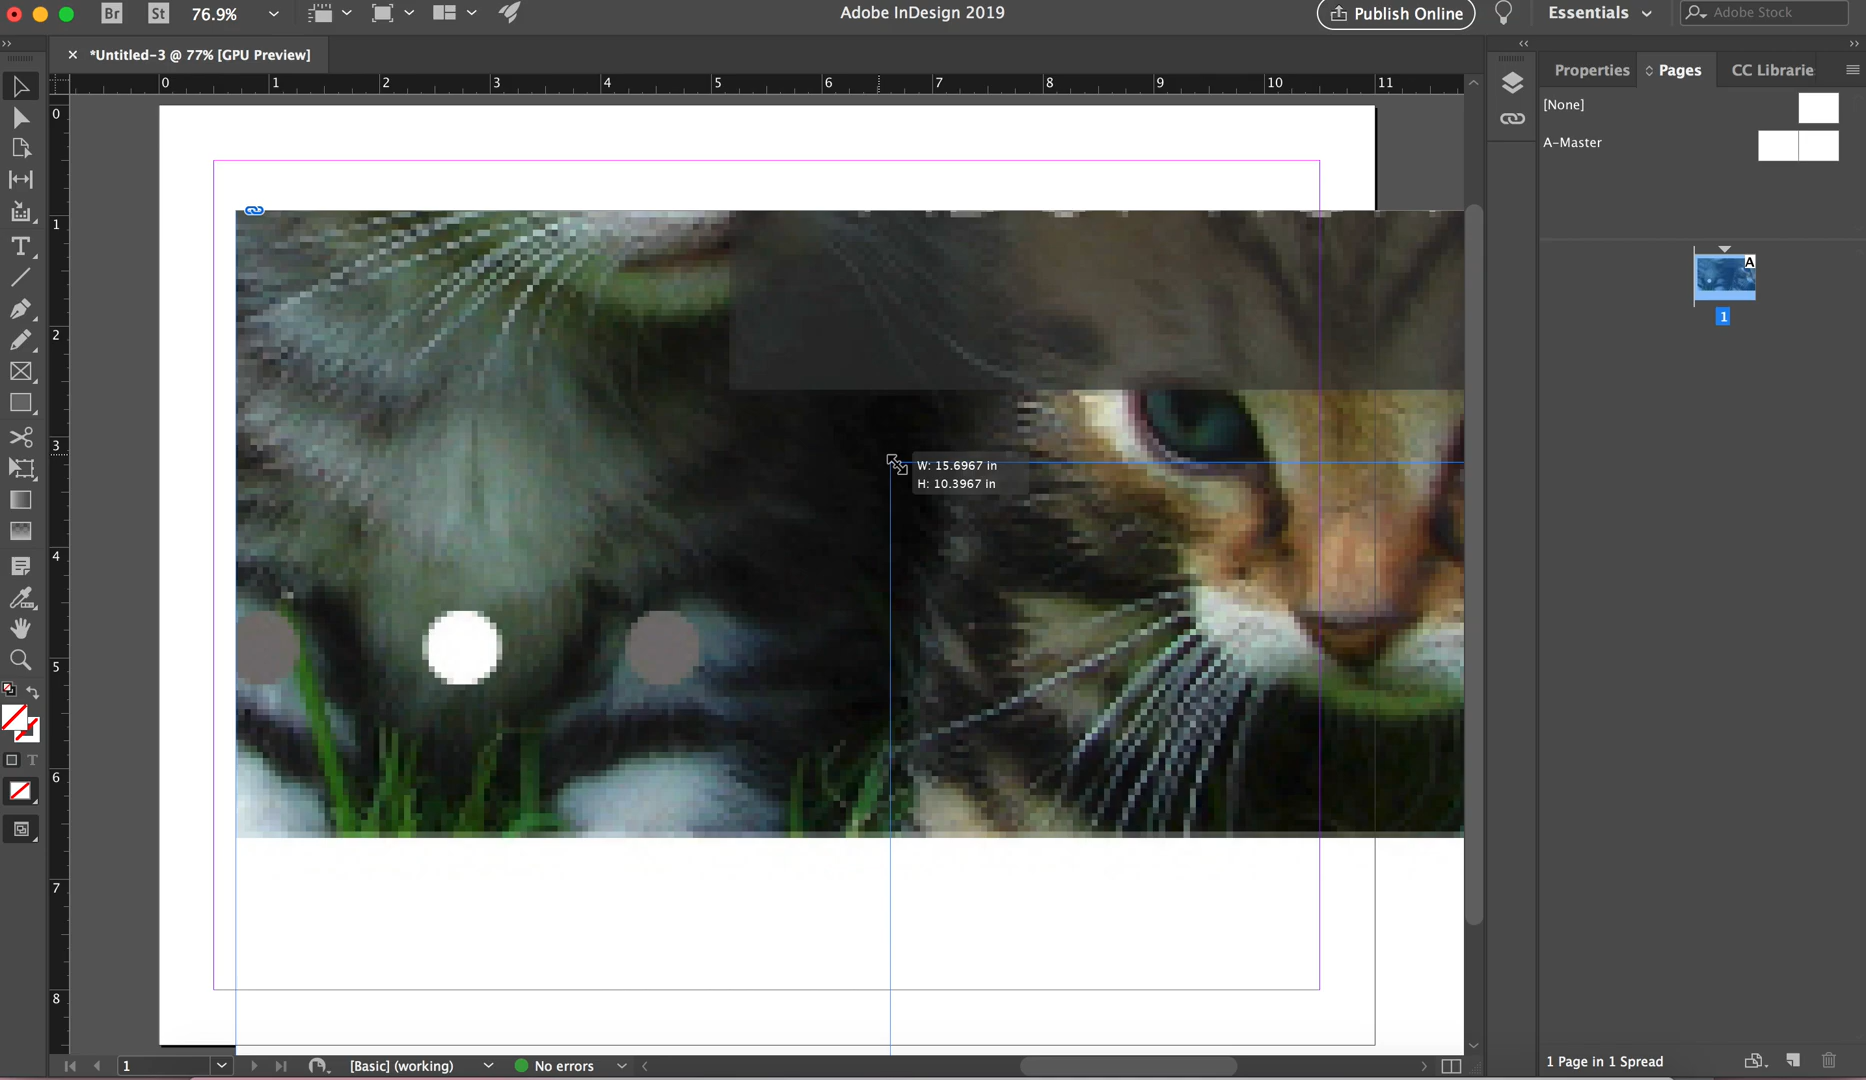 Br St 76.9% Adobe InDesign 2019 Publish Online Essentials Adobe Stock
*Untitled-3 @ 77% [GPU Preview]
Properties Pages CC Librarie
0 1 2 3 4 5 6 7 8 9 10 11
[None]
A-Master
A
1
0
1
2
3
4
5
6
7
8
W: 15.6967 in
H: 10.3967 in
T
T
1 [Basic] (working) No errors
1 Page in 1 Spread